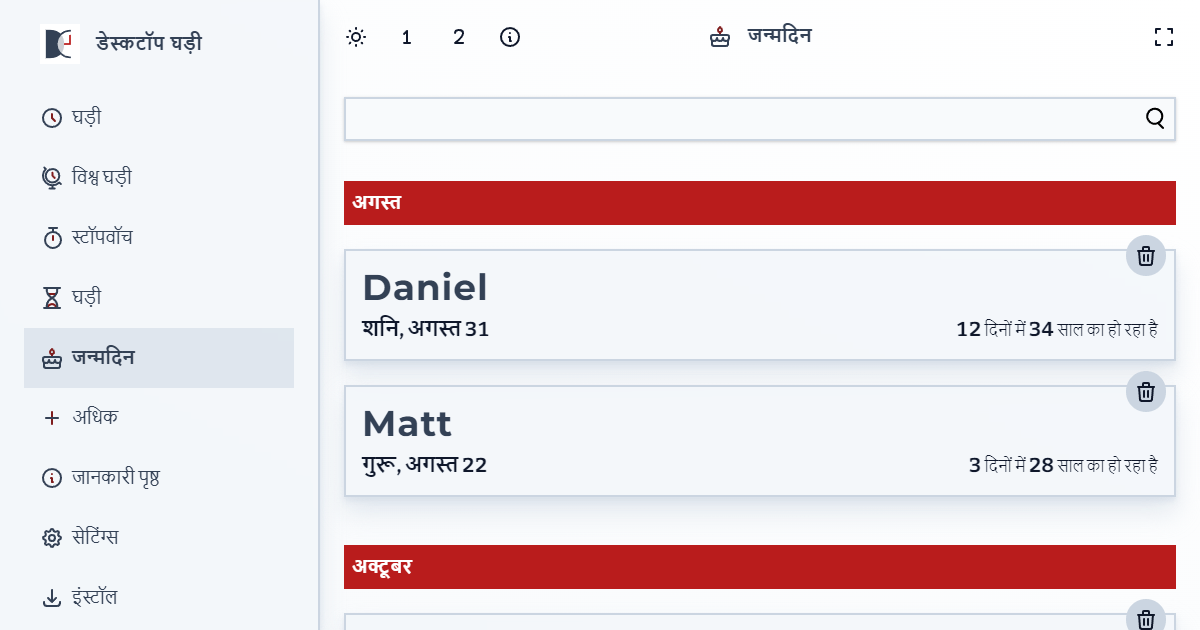 डेस्कटॉप घड़ी
घड़ी
विश्व घड़ी
स्टॉपवॉच
घड़ी
जन्मदिन
अधिक
जानकारी पृष्ठ
सेटिंग्स
इंस्टॉल
1 2
जन्मदिन
अगस्त
Daniel
शनि, अगस्त 31
12 दिनों में 34 साल का हो रहा है
Matt
गुरू, अगस्त 22
3 दिनों में 28 साल का हो रहा है
अक्टूबर